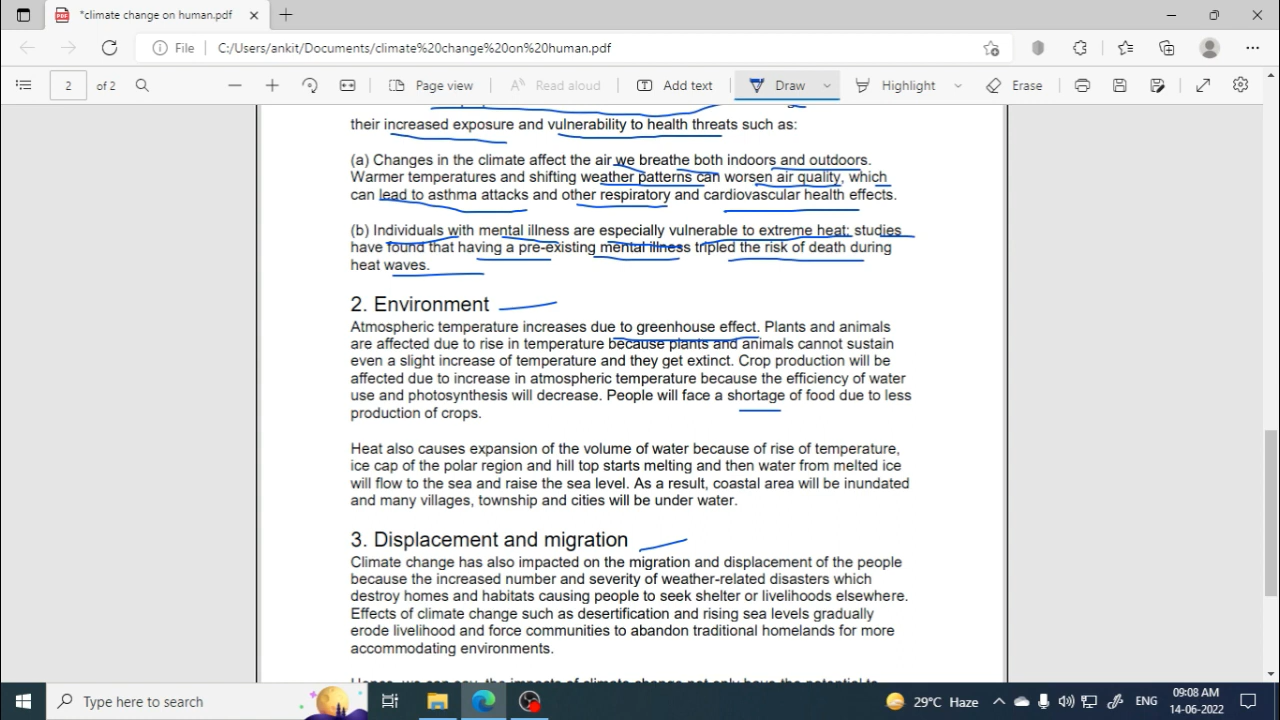 *climate change on human.pdf
File
C:/Users/ankit/Documents/climate%20change%20on%20human.pdf
2
of 2
Page view
Read aloud
Add text
Draw
Highlight
Erase
their increased exposure and vulnerability to health threats such as:
(a) Changes in the climate affect the air we breathe both indoors and outdoors.
Warmer temperatures and shifting weather patterns can worsen air quality, which
can lead to asthma attacks and other respiratory and cardiovascular health effects.
(b) Individuals with mental illness are especially vulnerable to extreme heat; studies
have found that having a pre-existing mental illness tripled the risk of death during
heat waves.
2. Environment
Atmospheric temperature increases due to greenhouse effect. Plants and animals
are affected due to rise in temperature because plants and animals cannot sustain
even a slight increase of temperature and they get extinct. Crop production will be
affected due to increase in atmospheric temperature because the efficiency of water
use and photosynthesis will decrease. People will face a shortage of food due to less
production of crops.
Heat also causes expansion of the volume of water because of rise of temperature,
ice cap of the polar region and hill top starts melting and then water from melted ice
will flow to the sea and raise the sea level. As a result, coastal area will be inundated
and many villages, township and cities will be under water.
3. Displacement and migration
Climate change has also impacted on the migration and displacement of the people
because the increased number and severity of weather-related disasters which
destroy homes and habitats causing people to seek shelter or livelihoods elsewhere.
Effects of climate change such as desertification and rising sea levels gradually
erode livelihood and force communities to abandon traditional homelands for more
accommodating environments.
Hence, we can say, the impacts of climate change not only have the potential to
Type here to search
29°C Haze
ENG
09:08 AM
14-06-2022